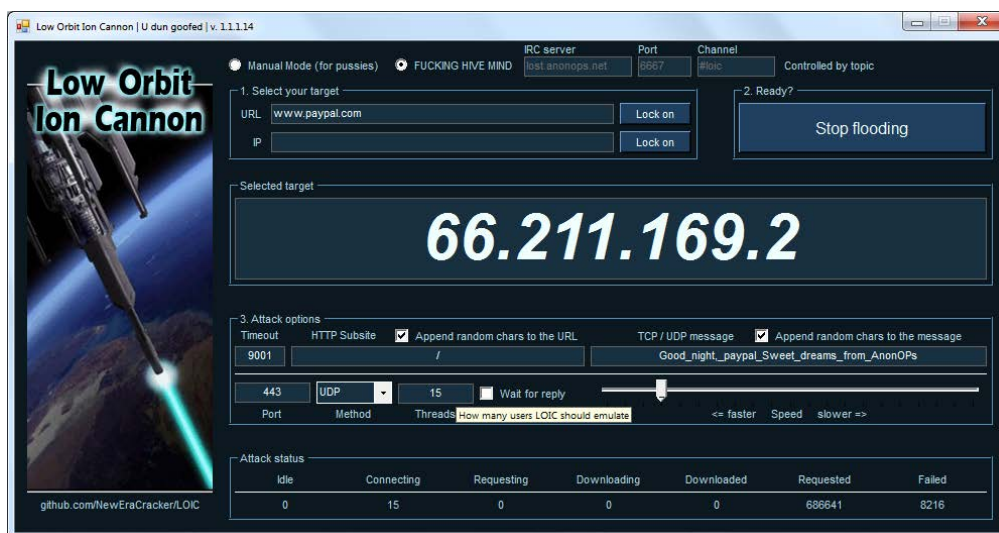 Low Orbit Ion Cannon | U dun goofed | v. 1.1.1.14
Low Orbit
Ion Cannon
IRC server Port Channel
Manual Mode (for pussies) FUCKING HIVE MIND lost.anonops.net 6667 #loic Controlled by topic
1. Select your target
URL www.paypal.com Lock on
IP Lock on
2. Ready?
Stop flooding
Selected target
66.211.169.2
3. Attack options
Timeout HTTP Subsite Append random chars to the URL TCP / UDP message Append random chars to the message
9001 / Good_night,_paypal_Sweet_dreams_from_AnonOPs
443 UDP 15 Wait for reply
Port Method Threads How many users LOIC should emulate <= faster Speed slower =>
Attack status
Idle Connecting Requesting Downloading Downloaded Requested Failed
0 15 0 0 0 686641 8216
github.com/NewEraCracker/LOIC